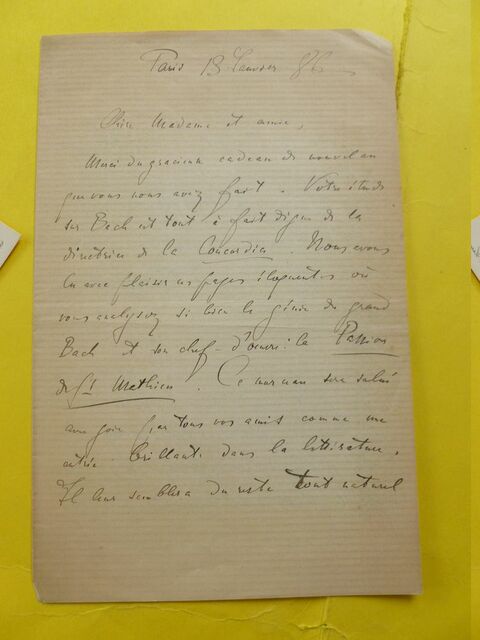 Paris 13 Janvier 87
Chère Madame et amie,
Merci du gracieux cadeau de nouvel an
que vous nous avez fait. Votre étude
sur Bach est tout à fait digne de la
directrice de la Concordia. Nous avons
lu avec plaisir ces pages éloquentes où
vous analysez si bien le génie du grand
Bach et son chef-d'œuvre: la Passion
de St Mathieu. Ce morceau sera salué
avec joie par tous vos amis comme une
entrée brillante dans la littérature.
Il leur semblera du reste tout naturel